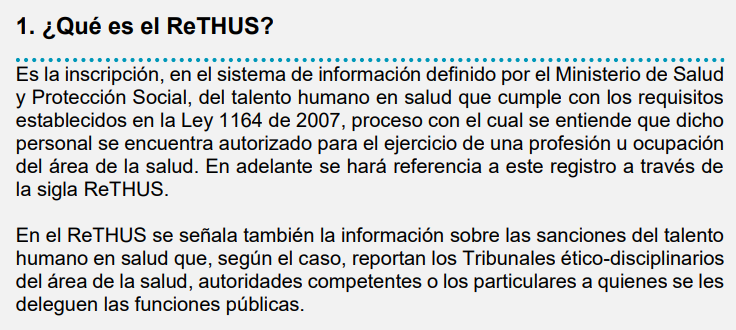 1. ¿Qué es el ReTHUS?
Es la inscripción, en el sistema de información definido por el Ministerio de Salud
y Protección Social, del talento humano en salud que cumple con los requisitos
establecidos en la Ley 1164 de 2007, proceso con el cual se entiende que dicho
personal se encuentra autorizado para el ejercicio de una profesión u ocupación
del área de la salud. En adelante se hará referencia a este registro a través de
la sigla ReTHUS.
En el ReTHUS se señala también la información sobre las sanciones del talento
humano en salud que, según el caso, reportan los Tribunales ético-disciplinarios
del área de la salud, autoridades competentes o los particulares a quienes se les
deleguen las funciones públicas.